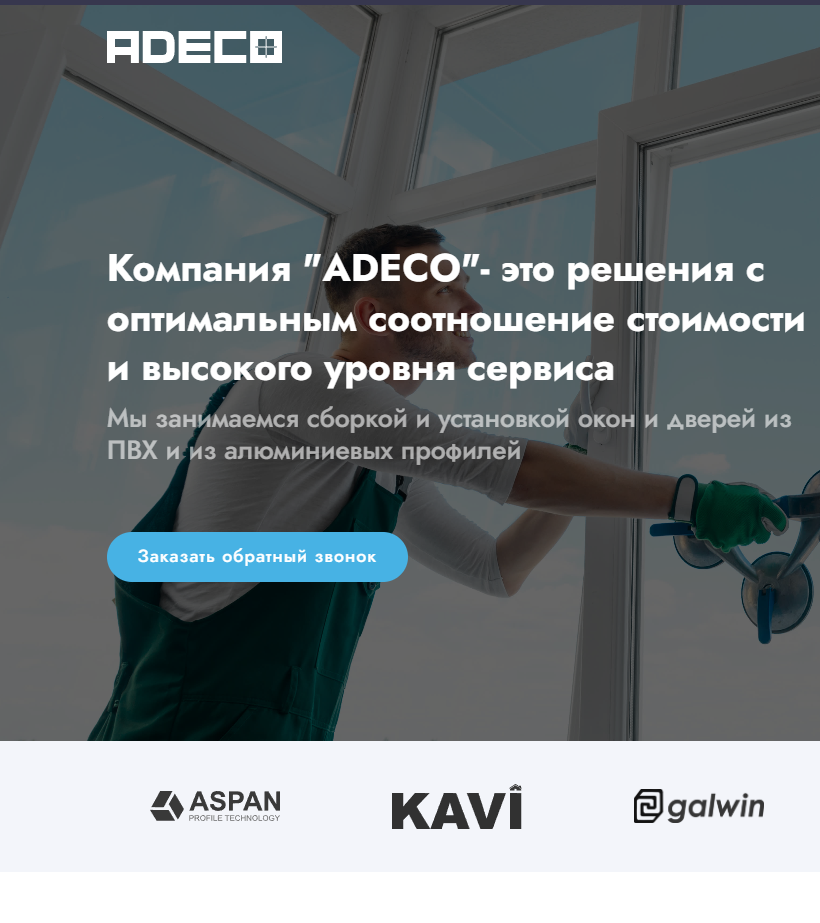 ADECO
Компания "ADECO"- это решения с
оптимальным соотношение стоимости
и высокого уровня сервиса
Мы занимаемся сборкой и установкой окон и дверей из
ПВХ и из алюминиевых профилей
Заказать обратный звонок
ASPAN
PROFILE TECHNOLOGY
KAVÎ
galwin